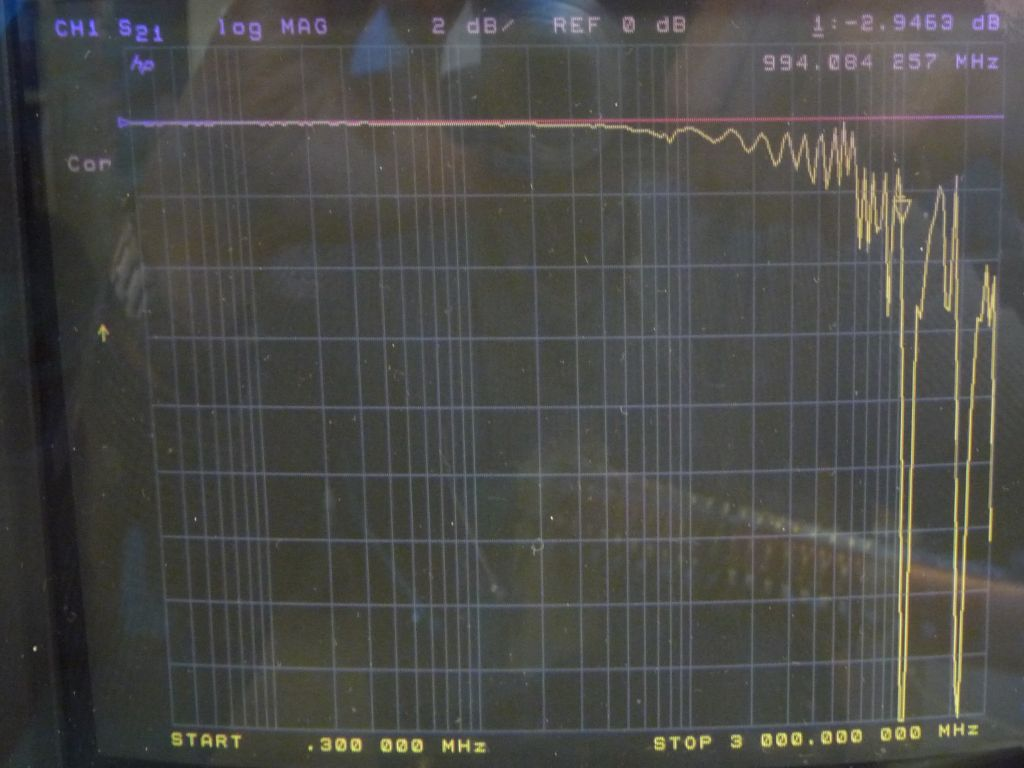 CH1 S21 log MAG 2 dB/ REF 0 dB 1:-2.9463 dB
hp 994.084 257 MHz
Cor
START .300 000 MHz STOP 3 000.000 000 MHz